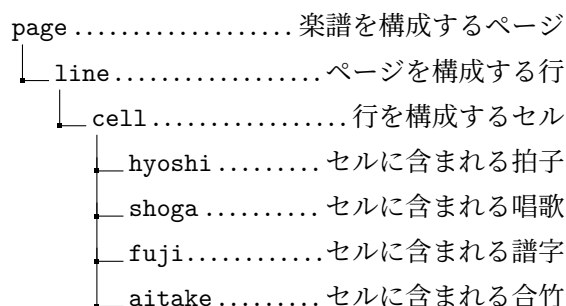 page..................楽譜を構成するページ
line..................ページを構成する行
cell.................行を構成するセル
hyoshi.........セルに含まれる拍子
shoga..........セルに含まれる唱歌
fuji............セルに含まれる譜字
aitake.........セルに含まれる合竹